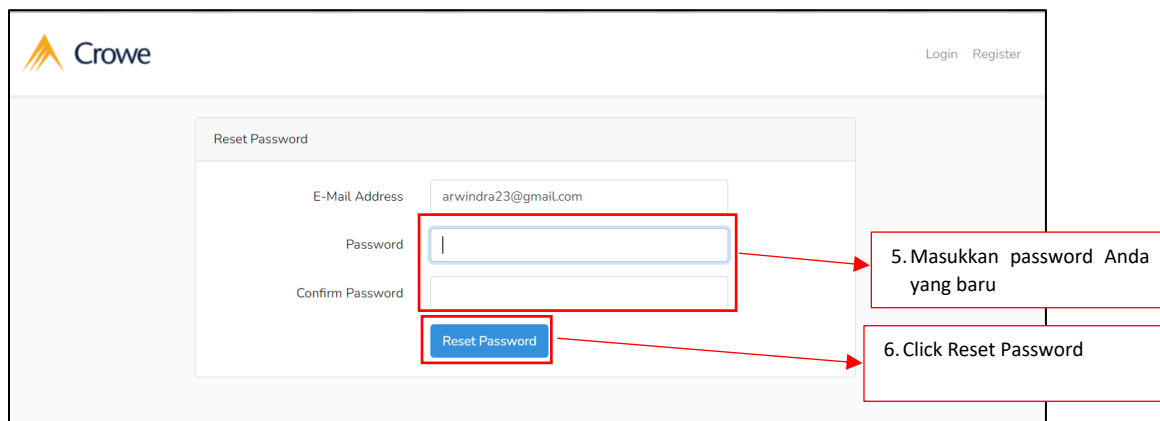 Crowe
Login Register
Reset Password
E-Mail Address arwindra23@gmail.com
Password
5. Masukkan password Anda
yang baru
Confirm Password
Reset Password
6. Click Reset Password